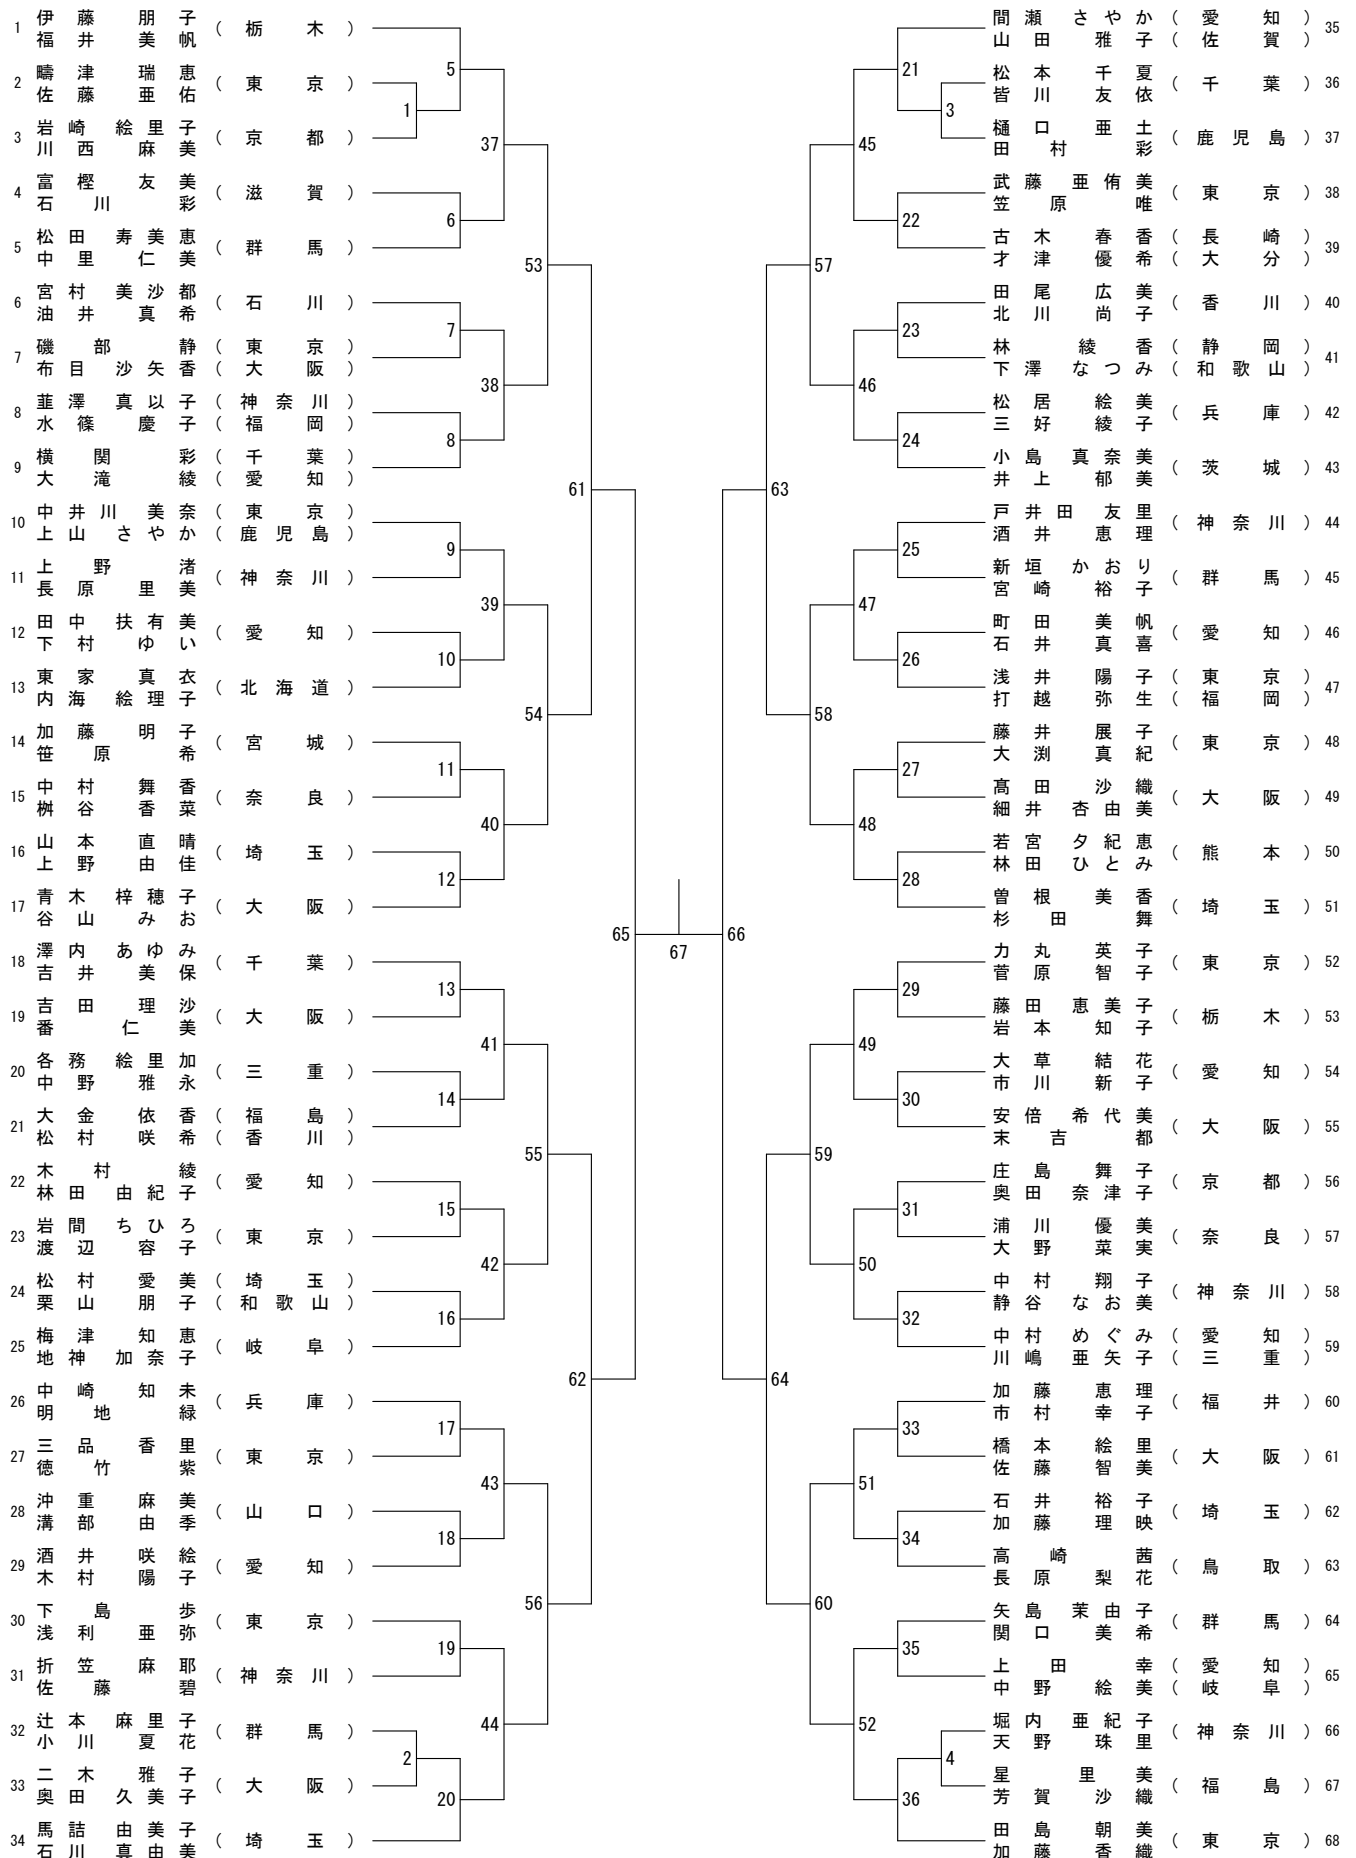 1 伊藤朋子 (栃木)
福井美帆
2 疇津瑞恵 (東京)
佐藤亜佑
3 岩崎絵里子 (京都)
川西麻美
4 富樫友美 (滋賀)
石川彩
5 松田寿美恵 (群馬)
中里仁美
6 宮村美沙都 (石川)
油井真希
7 磯部静 (東京)
布目沙矢香 (大阪)
8 韮澤真以子 (神奈川)
水篠慶子 (福岡)
9 横関彩 (千葉)
大滝綾 (愛知)
10 中井川美奈 (東京)
上山さやか (鹿児島)
11 上野渚 (神奈川)
長原里美
12 田中扶有美 (愛知)
下村ゆい
13 東家真衣 (北海道)
内海絵理子
14 加藤明子 (宮城)
笹原希
15 中村舞香 (奈良)
桝谷香菜
16 山本直晴 (埼玉)
上野由佳
17 青木梓穂子 (大阪)
谷山みお
18 澤内あゆみ (千葉)
吉井美保
19 吉田理沙 (大阪)
番仁美
20 各務絵里加 (三重)
中野雅永
21 大金依香 (福島)
松村咲希 (香川)
22 木村綾 (愛知)
林田由紀子
23 岩間ちひろ (東京)
渡辺容子
24 松村愛美 (埼玉)
栗山朋子 (和歌山)
25 梅津知恵 (岐阜)
地神加奈子
26 中崎知未 (兵庫)
明地緑
27 三品香里 (東京)
徳竹紫
28 沖重麻美 (山口)
溝部由季
29 酒井咲絵 (愛知)
木村陽子
30 下島歩 (東京)
浅利亜弥
31 折笠麻耶 (神奈川)
佐藤碧
32 辻本麻里子 (群馬)
小川夏花
33 二木雅子 (大阪)
奥田久美子
34 馬詰由美子 (埼玉)
石川真由美
1
2
5
6
7
8
9
10
11
12
13
14
15
16
17
18
19
20
37
38
39
40
41
42
43
44
53
54
55
56
61
62
65
67
66
63
64
57
58
59
60
45
46
47
48
49
50
51
52
21
22
23
24
25
26
27
28
29
30
31
32
33
34
35
36
3
4
間瀬さやか (愛知) 35
山田雅子 (佐賀)
松本千夏 (千葉) 36
皆川友依
樋口亜土 (鹿児島) 37
田村彩
武藤亜侑美 (東京) 38
笠原唯
古木春香 (長崎) 39
才津優希 (大分)
田尾広美 (香川) 40
北川尚子
林綾香 (静岡) 41
下澤なつみ (和歌山)
松居絵美 (兵庫) 42
三好綾子
小島真奈美 (茨城) 43
井上郁美
戸井田友里 (神奈川) 44
酒井恵理
新垣かおり (群馬) 45
宮崎裕子
町田美帆 (愛知) 46
石井真喜
浅井陽子 (東京) 47
打越弥生 (福岡)
藤井展子 (東京) 48
大渕真紀
髙田沙織 (大阪) 49
細井杏由美
若宮夕紀恵 (熊本) 50
林田ひとみ
曽根美香 (埼玉) 51
杉田舞
力丸英子 (東京) 52
菅原智子
藤田恵美子 (栃木) 53
岩本知子
大草結花 (愛知) 54
市川新子
安倍希代美 (大阪) 55
末吉都
庄島舞子 (京都) 56
奥田奈津子
浦川優美 (奈良) 57
大野菜実
中村翔子 (神奈川) 58
静谷なお美
中村めぐみ (愛知) 59
川嶋亜矢子 (三重)
加藤恵理 (福井) 60
市村幸子
橋本絵里 (大阪) 61
佐藤智美
石井裕子 (埼玉) 62
加藤理映
高崎茜 (鳥取) 63
長原梨花
矢島茉由子 (群馬) 64
関口美希
上田幸 (愛知) 65
中野絵美 (岐阜)
堀内亜紀子 (神奈川) 66
天野珠里
星里美 (福島) 67
芳賀沙織
田島朝美 (東京) 68
加藤香織